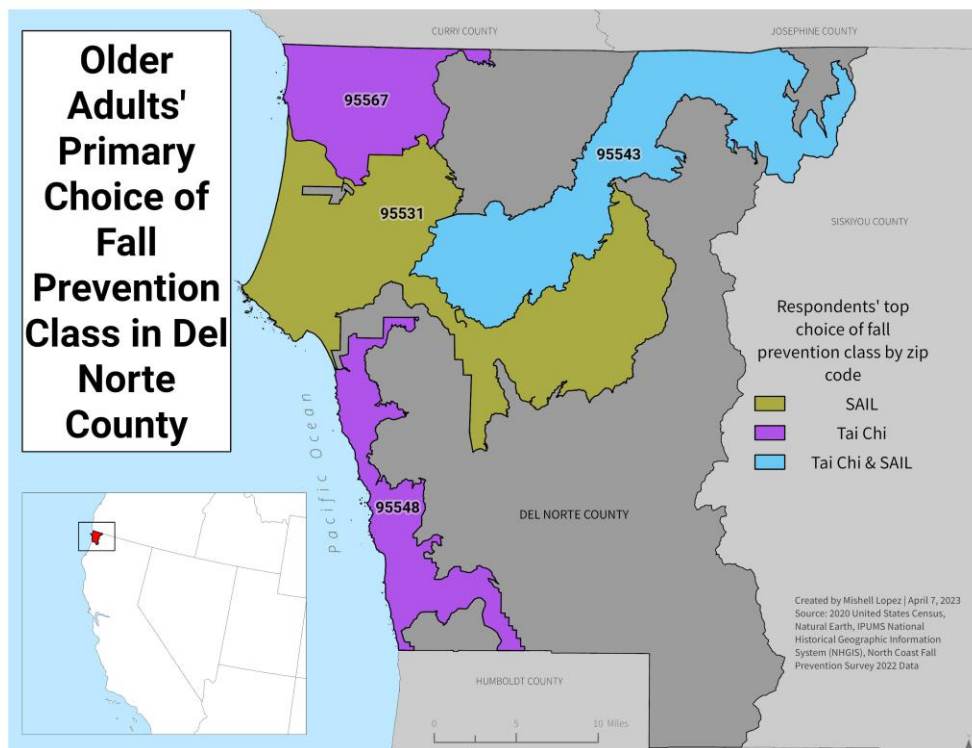 Older
Adults'
Primary
Choice of
Fall
Prevention
Class in Del
Norte
County
CURRY COUNTY
JOSEPHINE COUNTY
95567
95543
95531
SISKIYOU COUNTY
Respondents' top
choice of fall
prevention class by zip
code
SAIL
Tai Chi
Tai Chi & SAIL
Pacific Ocean
95548
DEL NORTE COUNTY
Created by Mishell Lopez | April 7, 2023
Source: 2020 United States Census,
Natural Earth, IPUMS National
Historical Geographic Information
System (NHGIS), North Coast Fall
Prevention Survey 2022 Data
HUMBOLDT COUNTY
0 5 10 Miles